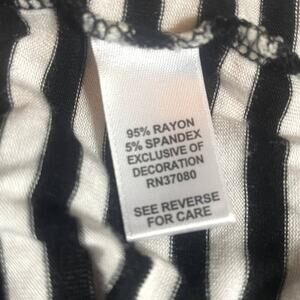 95% RAYON
5% SPANDEX
EXCLUSIVE OF
DECORATION
RN37080
SEE REVERSE
FOR CARE